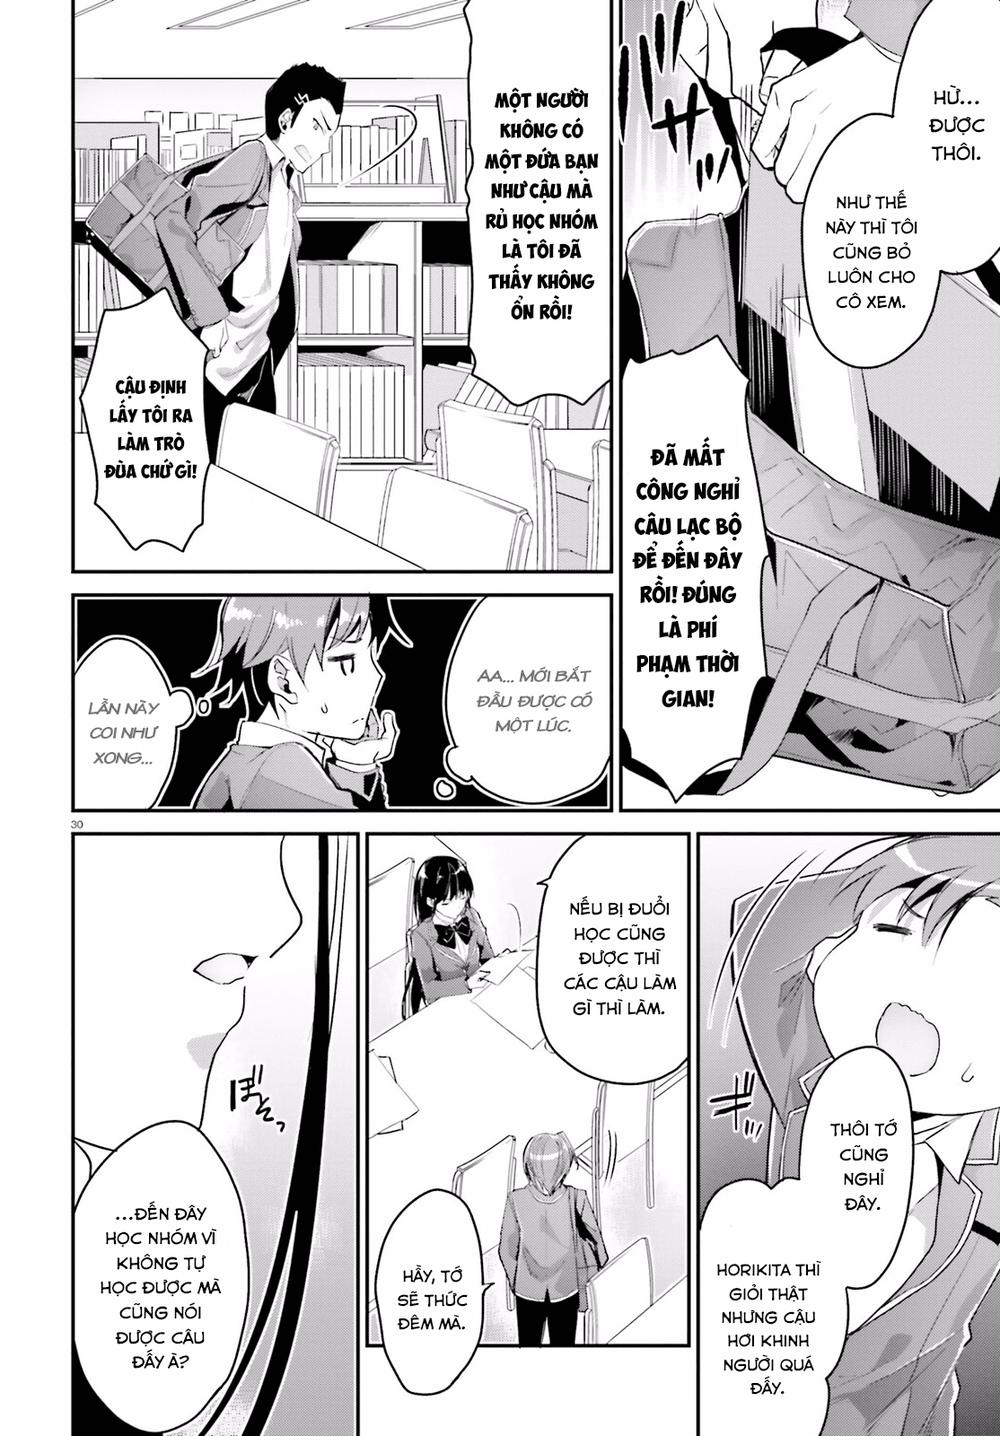 HỪ...
ĐƯỢC
THÔI.
NHƯ THẾ
NÀY THÌ TÔI
CŨNG BỎ
LUÔN CHO
CÔ XEM.
ĐÃ MẤT
CÔNG NGHỈ
CÂU LẠC BỘ
ĐỂ ĐẾN ĐÂY
RỒI! ĐÚNG
LÀ PHÍ
PHẠM THỜI
GIAN!
MỘT NGƯỜI
KHÔNG CÓ
MỘT ĐỨA BẠN
NHƯ CẬU MÀ
RỦ HỌC NHÓM
LÀ TÔI ĐÃ
THẤY KHÔNG
ỔN RỒI!
CẬU ĐỊNH
LẤY TÔI RA
LÀM TRÒ
ĐÙA CHỨ GÌ!
AA... MỚI BẮT
ĐẦU ĐƯỢC CÓ
MỘT LÚC.
LẦN NÀY
COI NHƯ
XONG...
30
THÔI TỚ
CŨNG
NGHỈ
ĐÂY.
HORIKITA THÌ
GIỎI THẬT
NHƯNG CẬU
HƠI KHINH
NGƯỜI QUÁ
ĐẤY.
NẾU BỊ ĐUỔI
HỌC CŨNG
ĐƯỢC THÌ
CÁC CẬU LÀM
GÌ THÌ LÀM.
HẦY, TỚ
SẼ THỨC
ĐÊM MÀ.
ぼそっ
...ĐẾN ĐÂY
HỌC NHÓM VÌ
KHÔNG TỰ
HỌC ĐƯỢC MÀ
CŨNG NÓI
ĐƯỢC CÂU
ĐẤY À?